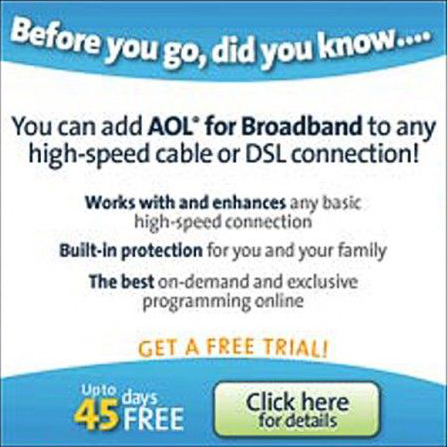 Before you go, did you know....
You can add AOL® for Broadband to any
high-speed cable or DSL connection!
Works with and enhances any basic
high-speed connection
Built-in protection for you and your family
The best on-demand and exclusive
programming online
GET A FREE TRIAL!
Up to
45 days
FREE
Click here
for details